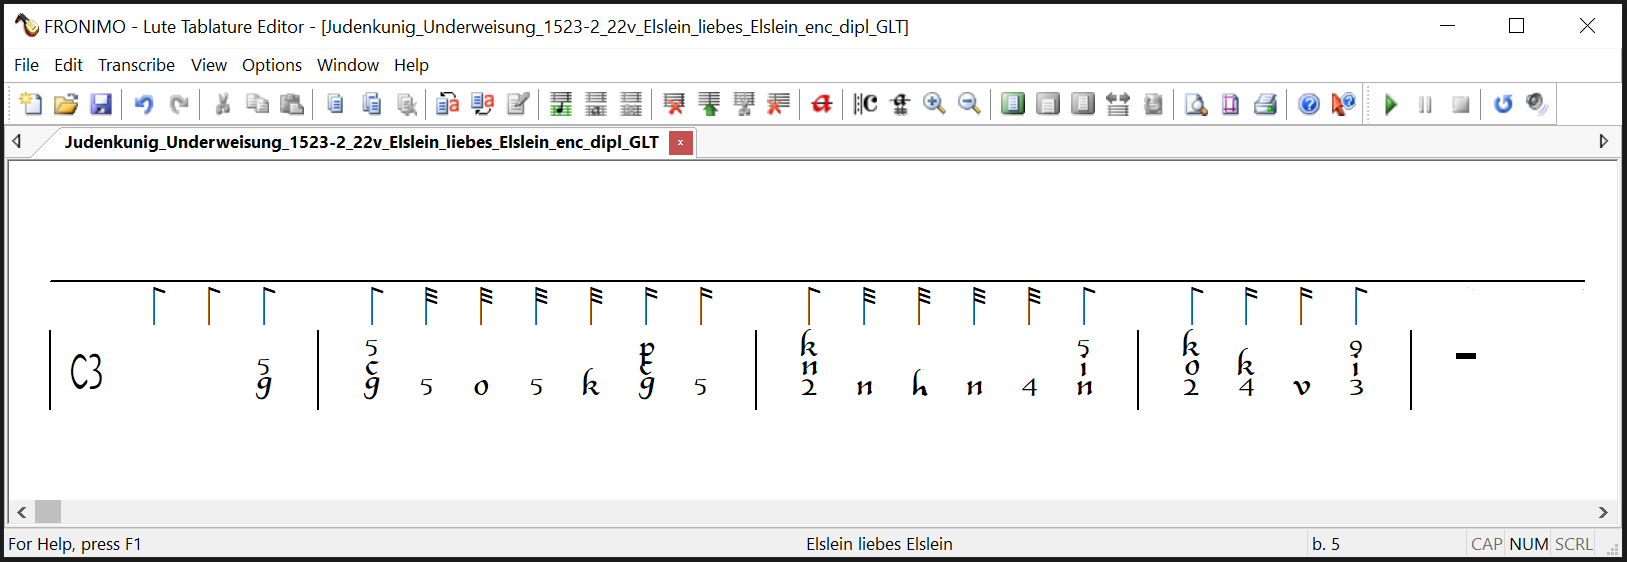 FRONIMO - Lute Tablature Editor - [Judenkunig_Underweisung_1523-2_22v_Elslein_liebes_Elslein_enc_dipl_GLT]
File Edit Transcribe View Options Window Help
Judenkunig_Underweisung_1523-2_22v_Elslein_liebes_Elslein_enc_dipl_GLT x
5 p k 5 k 9
C3 5 c c n i o k i
g g 5 o 5 k g 5 2 n h n 4 n 2 4 v 3
For Help, press F1 Elslein liebes Elslein b. 5 CAP NUM SCRL